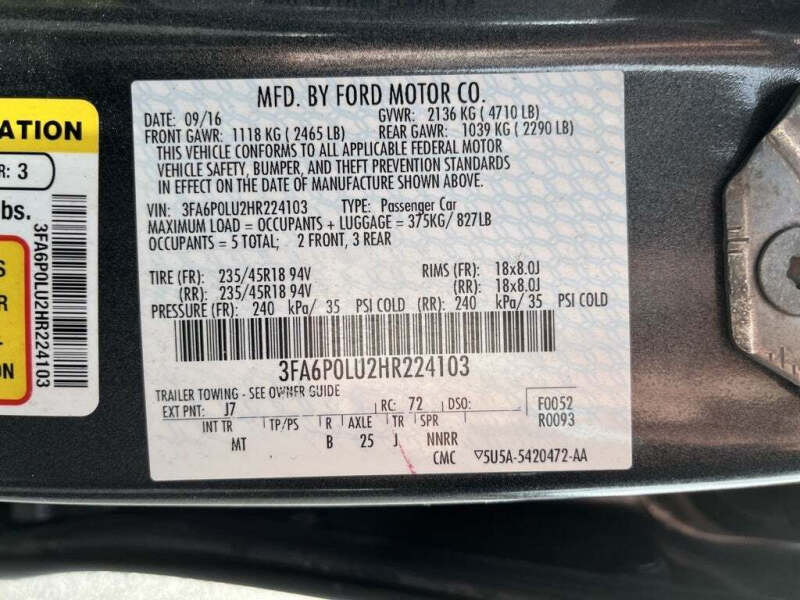 MFD. BY FORD MOTOR CO.
DATE: 09/16 GVWR: 2136 KG ( 4710 LB)
FRONT GAWR: 1118 KG ( 2465 LB) REAR GAWR: 1039 KG ( 2290 LB)
THIS VEHICLE CONFORMS TO ALL APPLICABLE FEDERAL MOTOR
VEHICLE SAFETY, BUMPER, AND THEFT PREVENTION STANDARDS
IN EFFECT ON THE DATE OF MANUFACTURE SHOWN ABOVE.
VIN: 3FA6P0LU2HR224103 TYPE: Passenger Car
MAXIMUM LOAD = OCCUPANTS + LUGGAGE = 375KG/ 827LB
OCCUPANTS = 5 TOTAL; 2 FRONT, 3 REAR
TIRE (FR): 235/45R18 94V RIMS (FR): 18x8.0J
(RR): 235/45R18 94V (RR): 18x8.0J
PRESSURE (FR): 240 kPa/ 35 PSI COLD (RR): 240 kPa/ 35 PSI COLD
3FA6P0LU2HR224103
TRAILER TOWING - SEE OWNER GUIDE
EXT PNT: J7 RC: 72 DSO: F0052
R0093
INT TR TP/PS R AXLE TR SPR
MT B 25 J NNRR
CMC ▽5U5A-5420472-AA
ATION
R: 3
bs.
S
R
-
L
3FA6P0LU2HR224103